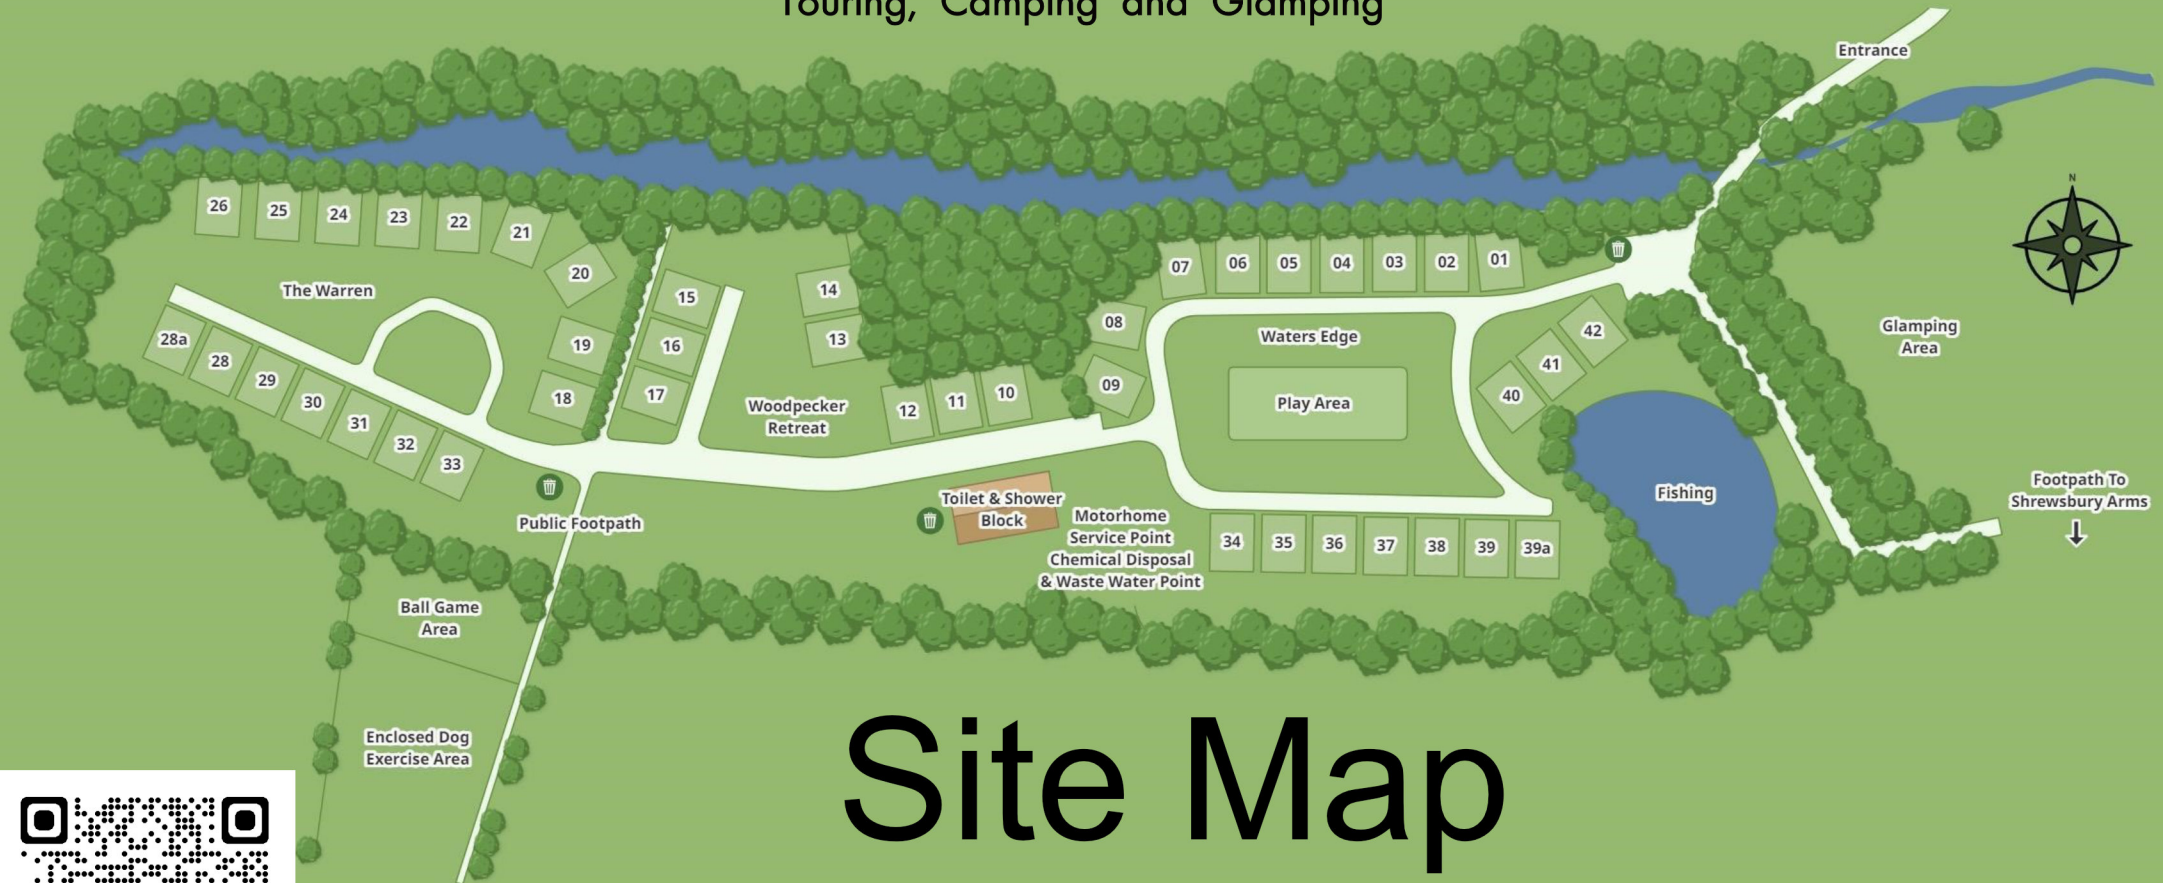 Touring, Camping and Glamping
Entrance
N
26
25
24
23
22
21
20
19
18
The Warren
28a
28
29
30
31
32
33
15
16
17
14
13
Woodpecker
Retreat
12
11
10
09
08
07
06
05
04
03
02
01
Waters Edge
Play Area
42
41
40
Glamping
Area
Fishing
Footpath To
Shrewsbury Arms
Public Footpath
Toilet & Shower
Block
Motorhome
Service Point
Chemical Disposal
& Waste Water Point
34
35
36
37
38
39
39a
Ball Game
Area
Enclosed Dog
Exercise Area
Site Map